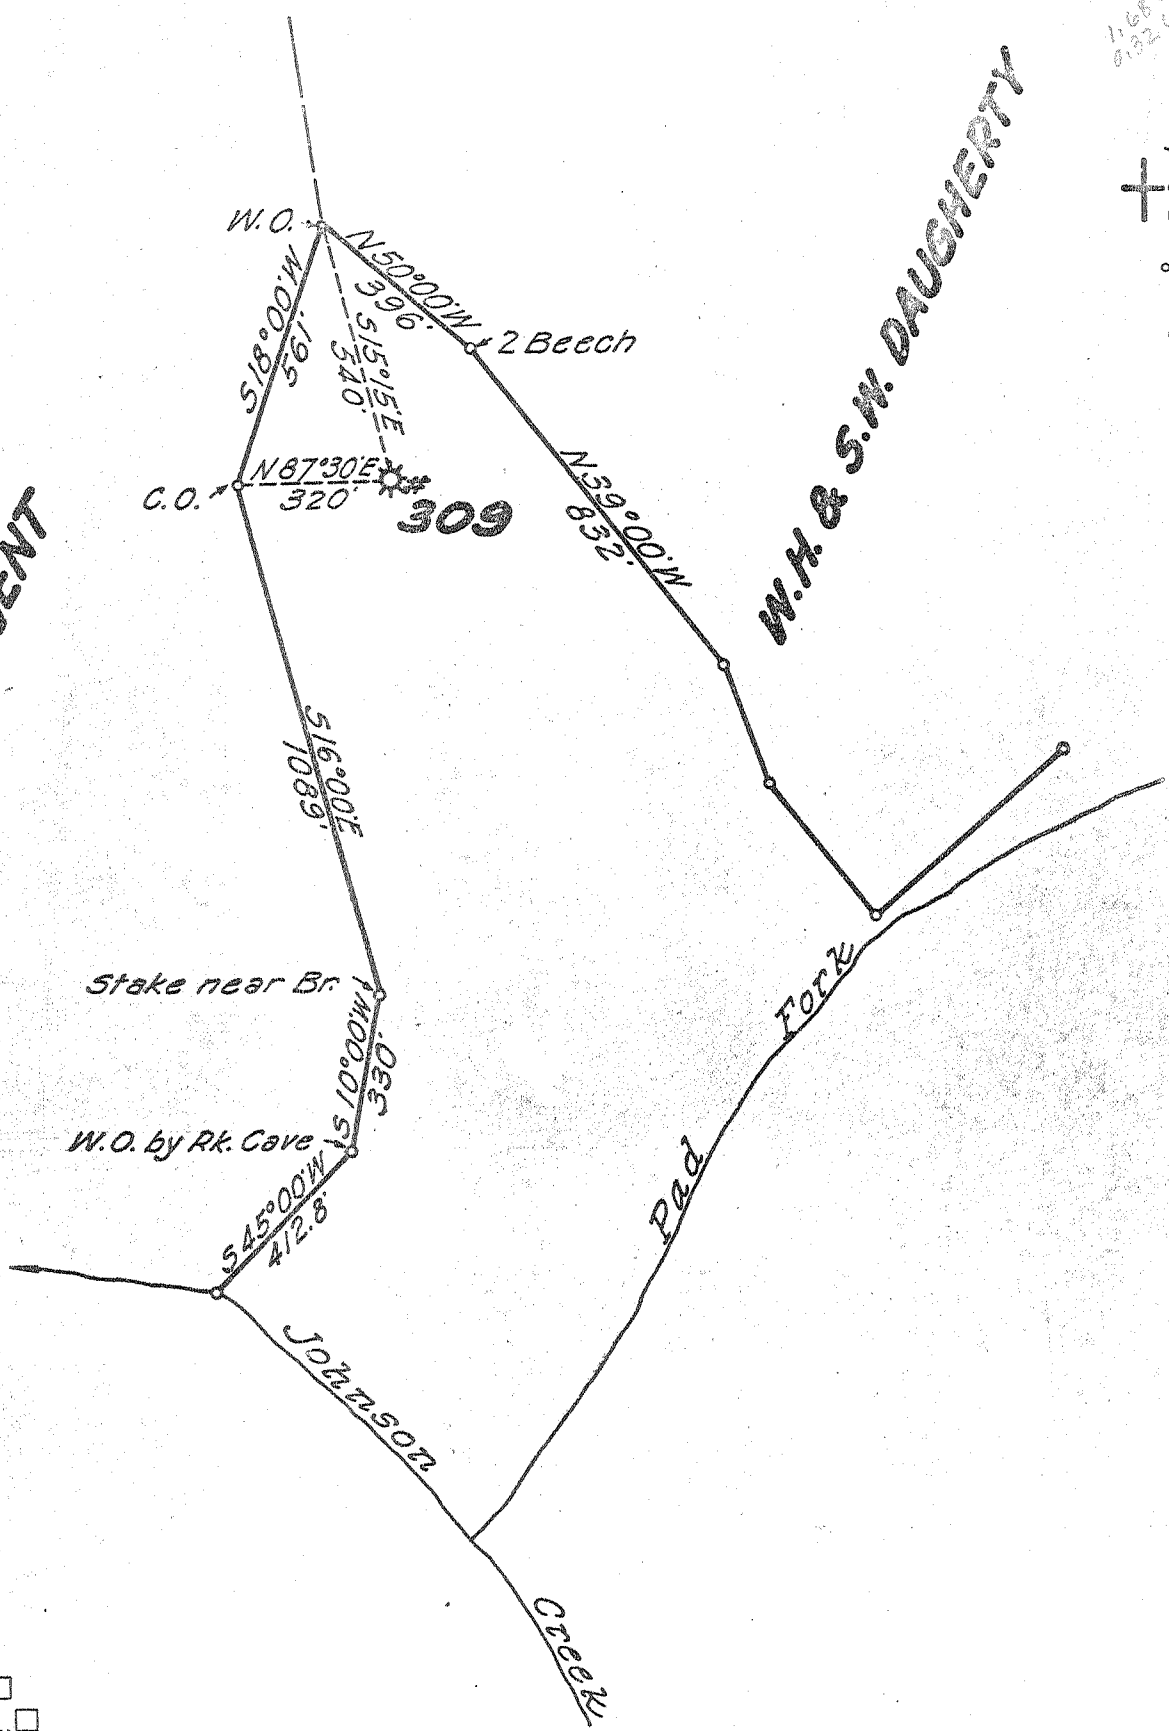 W.H. & S.W. DAUGHERTY
W.O.
N50°00'W
396'
S18°00'W
561'
S15°15'E
540'
2 Beech
N87°30'E
320'
C.O.
#
309
N39°00'W
832'
S16°00'E
1089'
Stake near Br.
S10°00'W
330'
W.O. by Rk. Cave
S45°00'W
412.8'
Fork
Pad
Johnson
Creek